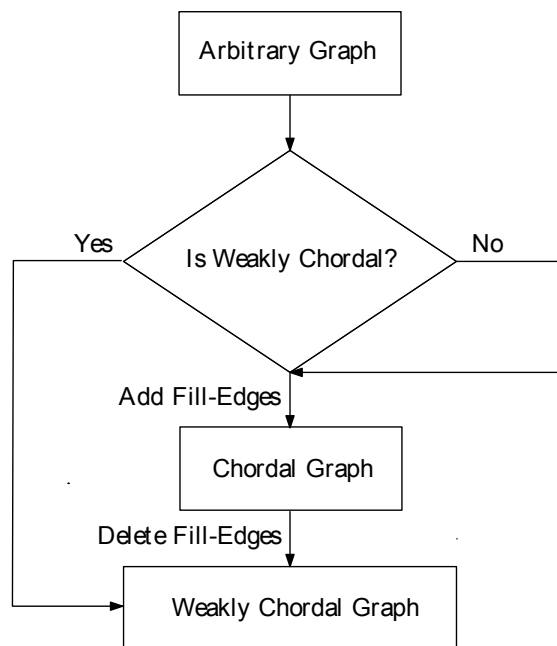 Arbitrary Graph
Yes
No
Is Weakly Chordal?
Add Fill-Edges
Chordal Graph
Delete Fill-Edges
Weakly Chordal Graph